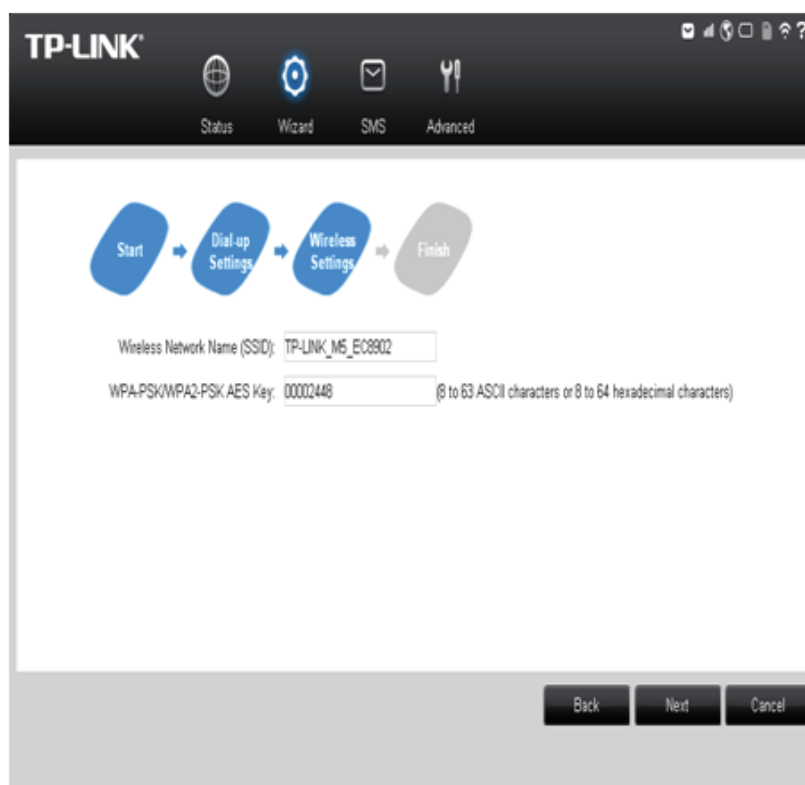 TP-LINK®
Status Wizard SMS Advanced
Start Dial-up Settings Wireless Settings Finish
Wireless Network Name (SSID): TP-LINK_M5_EC8902
WPA-PSK/WPA2-PSK AES Key: 00002448 (8 to 63 ASCII characters or 8 to 64 hexadecimal characters)
Back Next Cancel